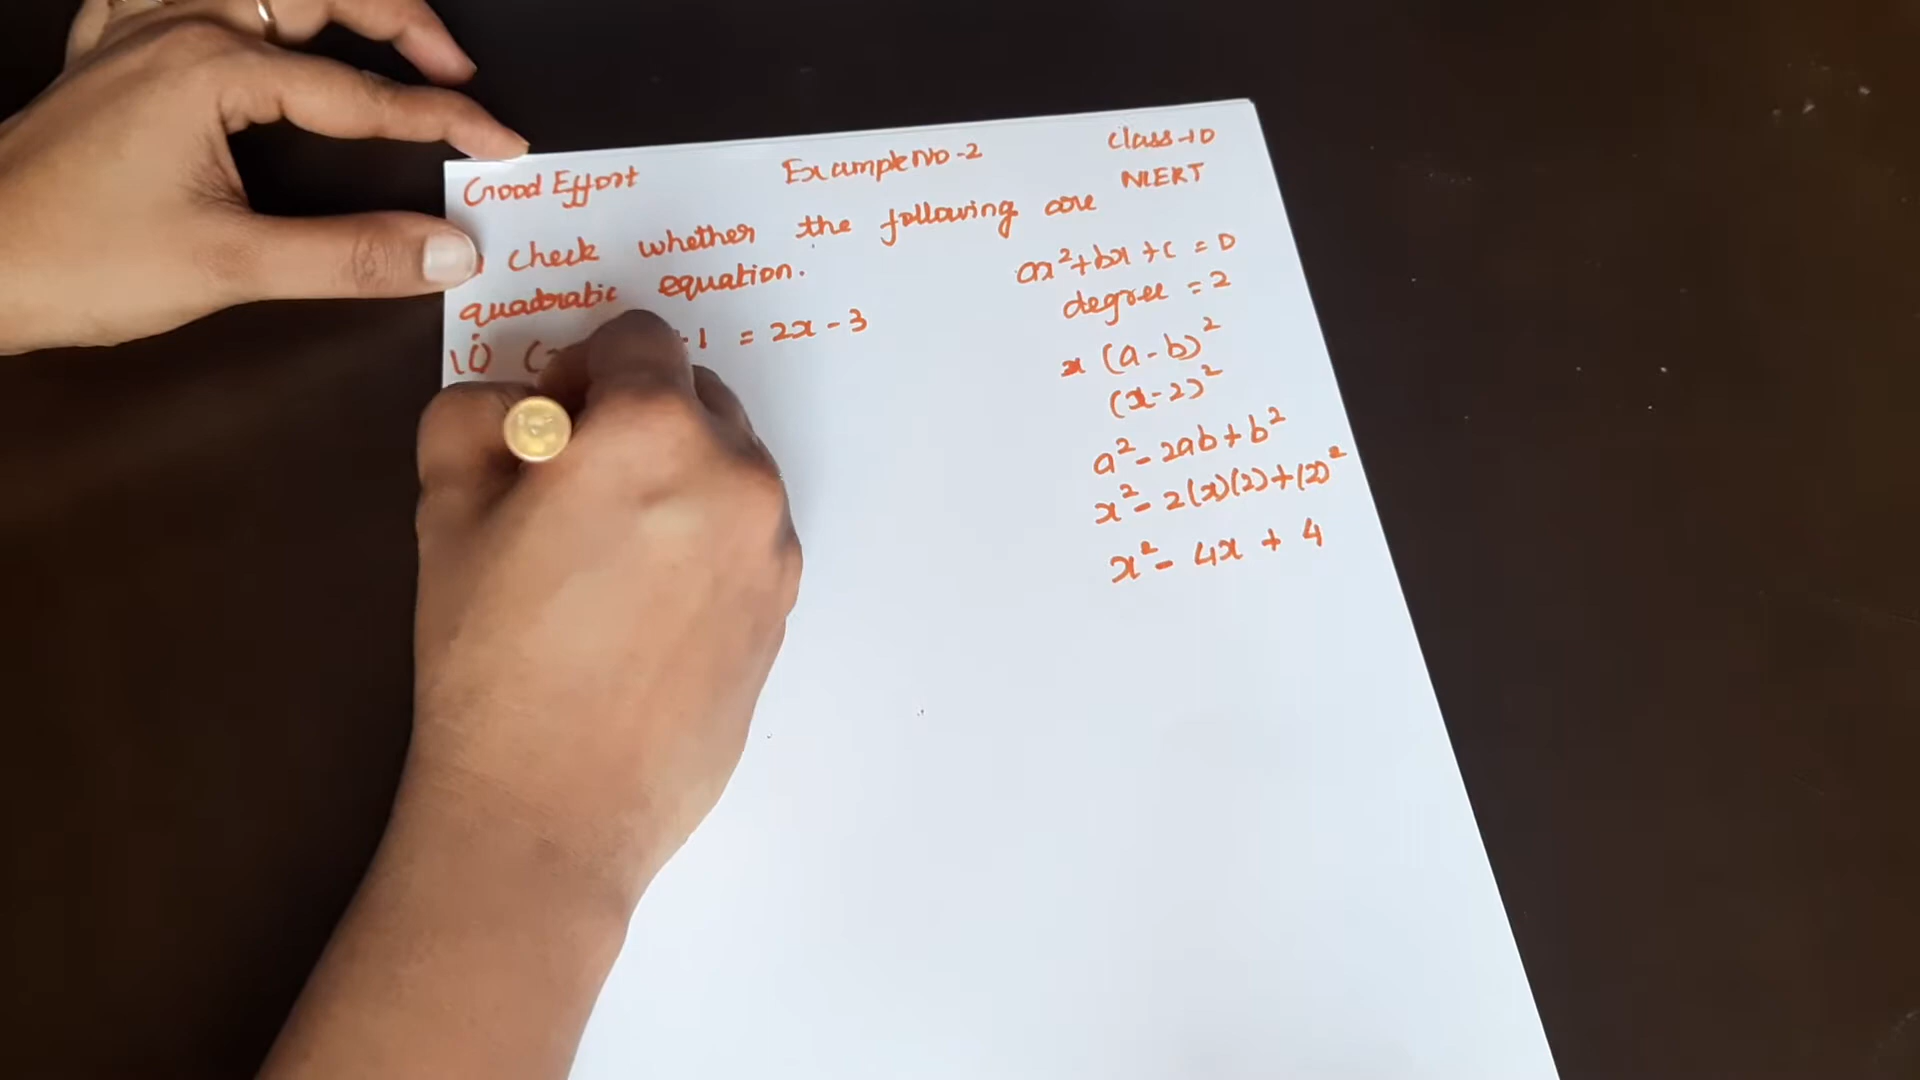 Good Effort Example No-2 Class-10
NCERT
check whether the following are
quadratic equation.
(i) ( 1 = 2x - 3
ax²+bx+c = 0
degree = 2
x (a-b)²
(x-2)²
a²-2ab+b²
x²-2(x)(2)+(2)²
x²-4x+4